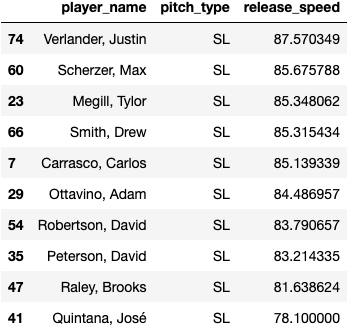 player_name pitch_type release_speed
74 Verlander, Justin SL 87.570349
60 Scherzer, Max SL 85.675788
23 Megill, Tylor SL 85.348062
66 Smith, Drew SL 85.315434
7 Carrasco, Carlos SL 85.139339
29 Ottavino, Adam SL 84.486957
54 Robertson, David SL 83.790657
35 Peterson, David SL 83.214335
47 Raley, Brooks SL 81.638624
41 Quintana, José SL 78.100000